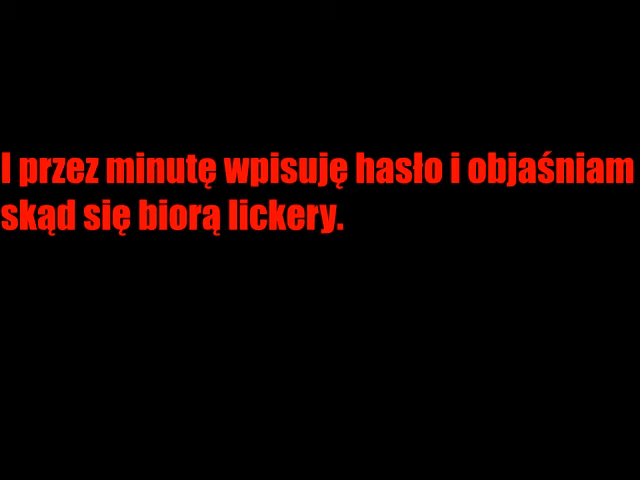 I przez minutę wpisuję hasło i objaśniam
skąd się biorą lickery.